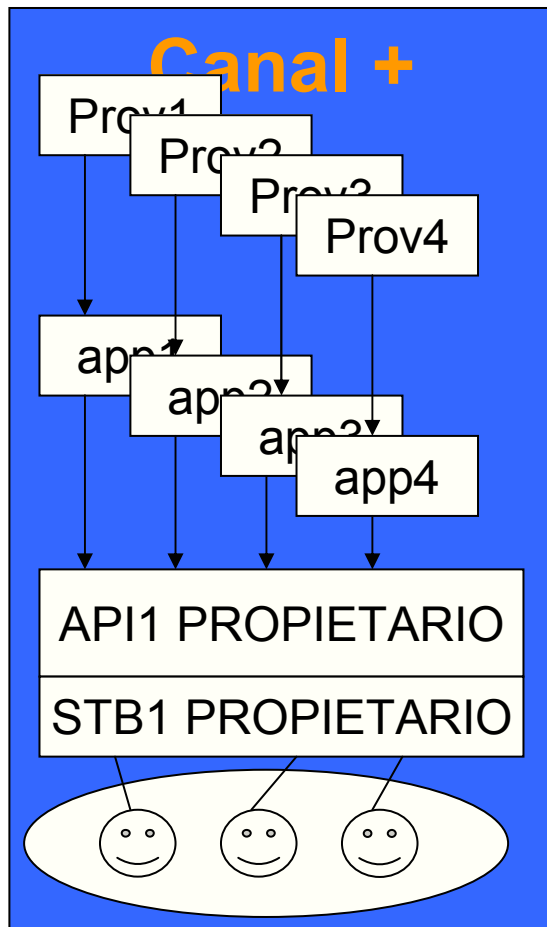 Canal +
Prov1
Prov2
Prov3
Prov4
app1
app2
app3
app4
API1 PROPIETARIO
STB1 PROPIETARIO